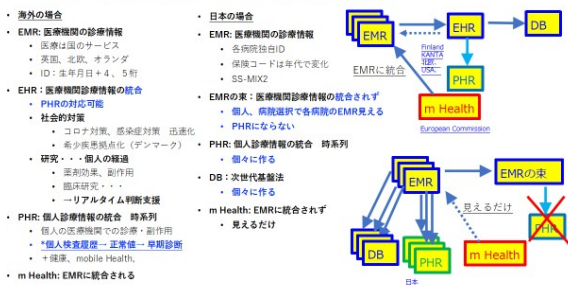 海外の場合
EMR: 医療機関の診療情報
医療は国のサービス
英国、北欧、オランダ
ID：生年月日＋４、５桁
EHR：医療機関診療情報の統合
PHRの対応可能
社会的対策
コロナ対策、感染症対策　迅速化
希少疾患拠点化（デンマーク）
研究・・・個人の経過
薬剤効果、副作用
臨床研究・・・
→リアルタイム判断支援
PHR: 個人診療情報の統合　時系列
個人の医療機関での診療・副作用
*個人検査履歴→ 正常値→ 早期診断
＋健康、mobile Health,
m Health: EMRに統合される
日本の場合
EMR: 医療機関の診療情報
各病院独自ID
保険コードは年代で変化
SS-MIX2
EMRの束：医療機関診療情報の統合されず
個人、病院選択で各病院のEMR見える
PHRにならない
PHR: 個人診療情報の統合　時系列
個々に作る
DB：次世代基盤法
個々に作る
m Health: EMRに統合されず
見えるだけ
EMR
EHR
DB
Finland
KANTA
北欧、
USA、
PHR
EMRに統合
m Health
European Commission
EMR
EMRの束
見えるだけ
PHR
DB
PHR
m Health
日本